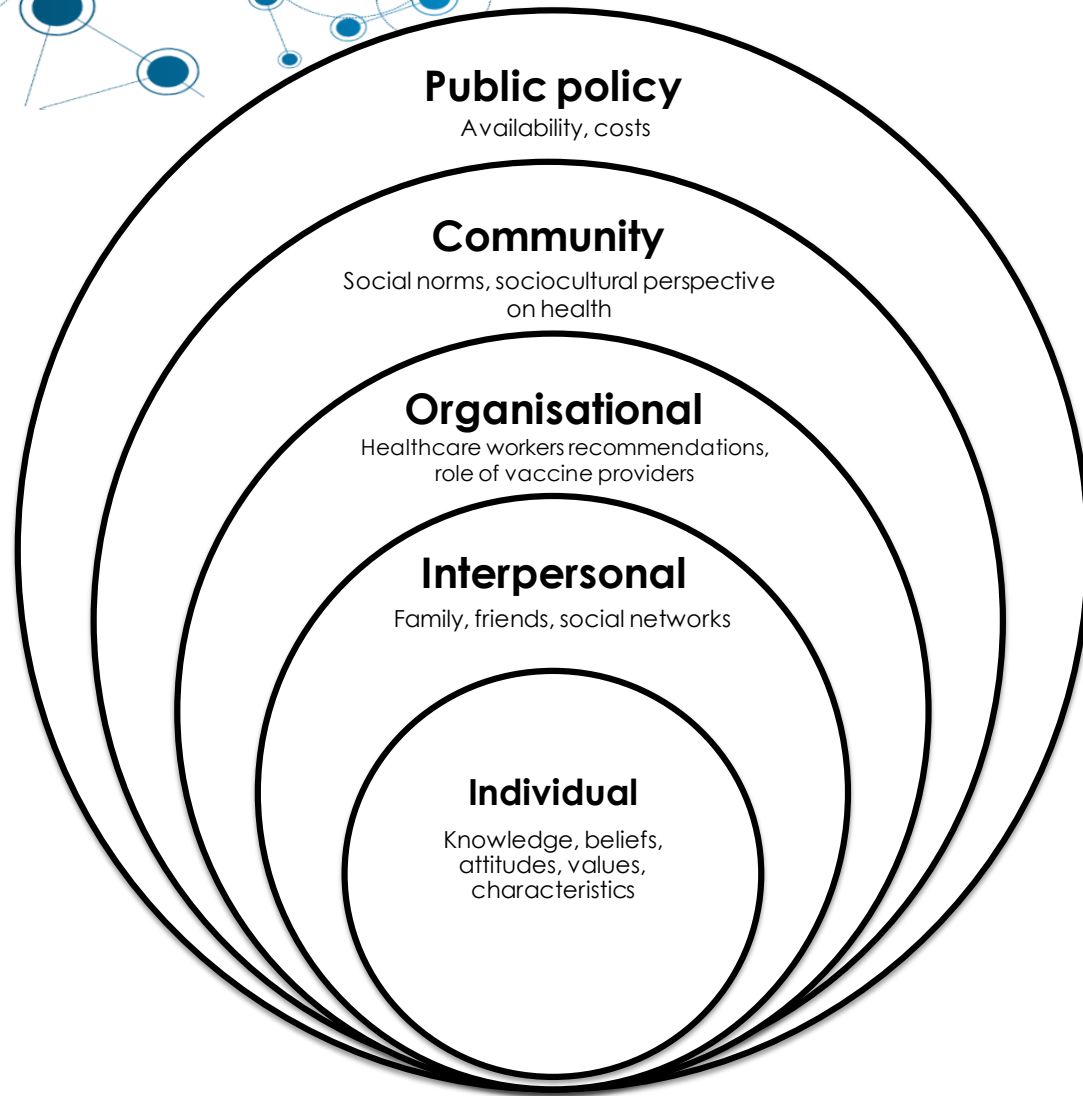 Public policy
Availability, costs
Community
Social norms, sociocultural perspective
on health
Organisational
Healthcare workers recommendations,
role of vaccine providers
Interpersonal
Family, friends, social networks
Individual
Knowledge, beliefs,
attitudes, values,
characteristics